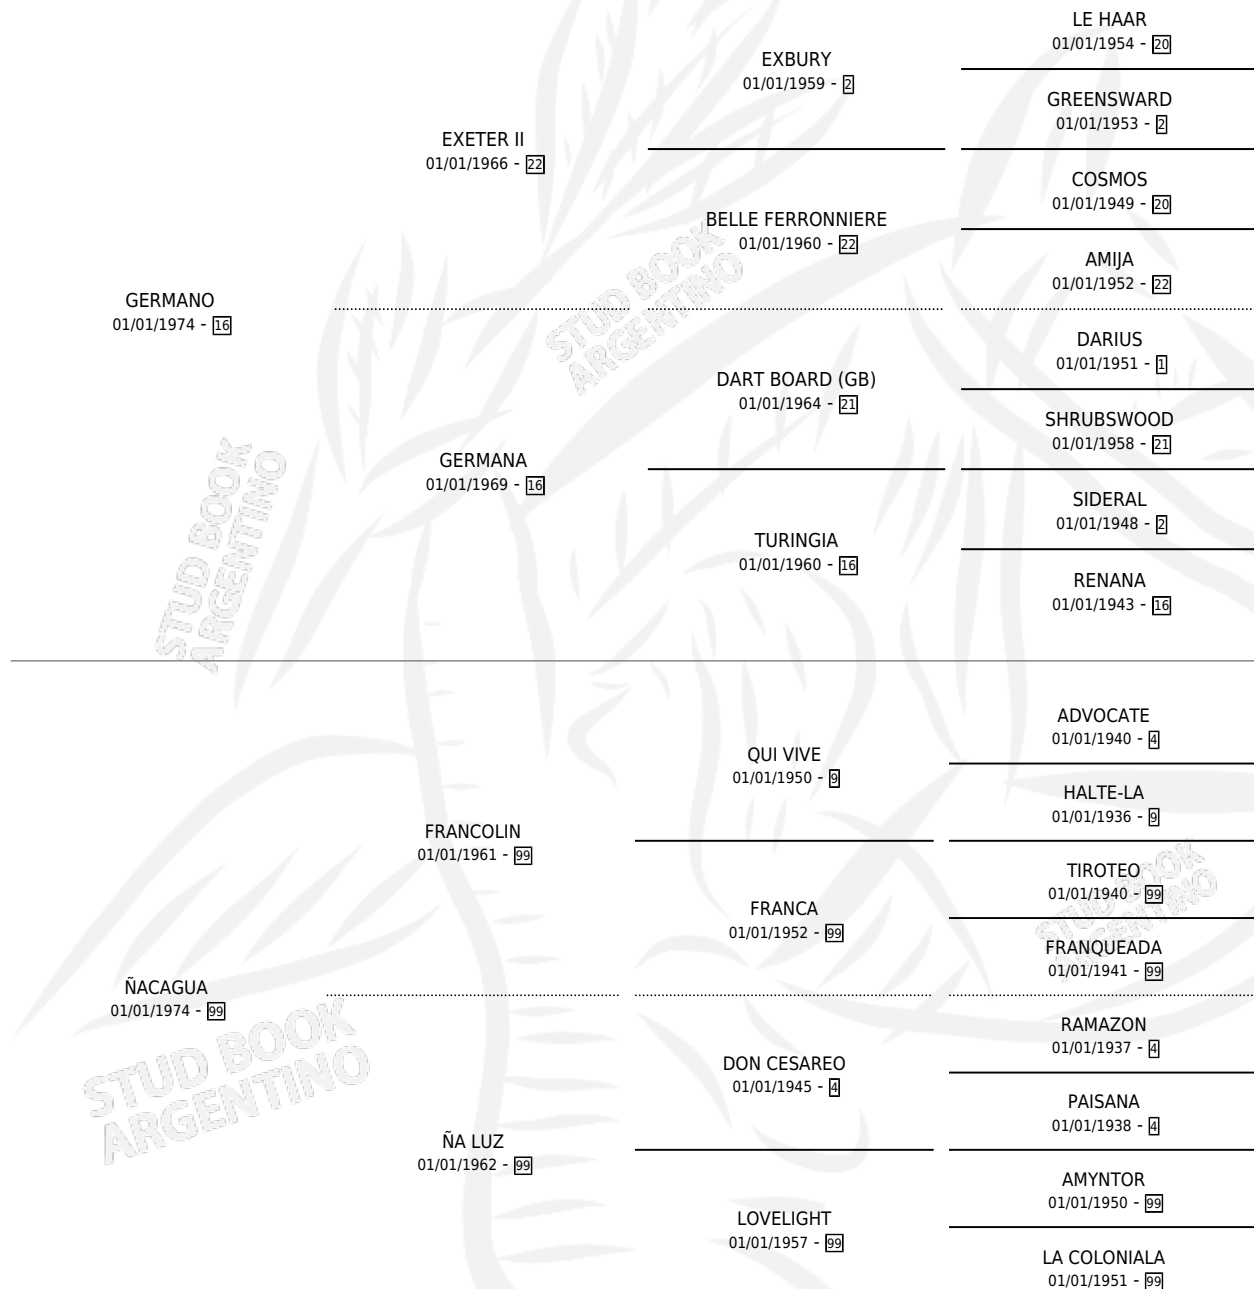 LE HAAR
01/01/1954 - 20
EXBURY
01/01/1959 - 2
GREENSWARD
01/01/1953 - 2
EXETER II
01/01/1966 - 22
COSMOS
01/01/1949 - 20
BELLE FERRONNIERE
01/01/1960 - 22
AMIJA
01/01/1952 - 22
GERMANO
01/01/1974 - 16
DARIUS
01/01/1951 - 1
DART BOARD (GB)
01/01/1964 - 21
SHRUBSWOOD
01/01/1958 - 21
GERMANA
01/01/1969 - 16
SIDERAL
01/01/1948 - 2
TURINGIA
01/01/1960 - 16
RENANA
01/01/1943 - 16
ADVOCATE
01/01/1940 - 4
QUI VIVE
01/01/1950 - 9
HALTE-LA
01/01/1936 - 9
FRANCOLIN
01/01/1961 - 99
TIROTEO
01/01/1940 - 99
FRANCA
01/01/1952 - 99
FRANQUEADA
01/01/1941 - 99
ÑACAGUA
01/01/1974 - 99
RAMAZON
01/01/1937 - 4
DON CESAREO
01/01/1945 - 4
PAISANA
01/01/1938 - 4
ÑA LUZ
01/01/1962 - 99
AMYNTOR
01/01/1950 - 99
LOVELIGHT
01/01/1957 - 99
LA COLONIALA
01/01/1951 - 99
STUD BOOK
ARGENTINO
STUD BOOK
ARGENTINO
STUD BOOK
ARGENTINO
STUD BOOK
ARGENTINO